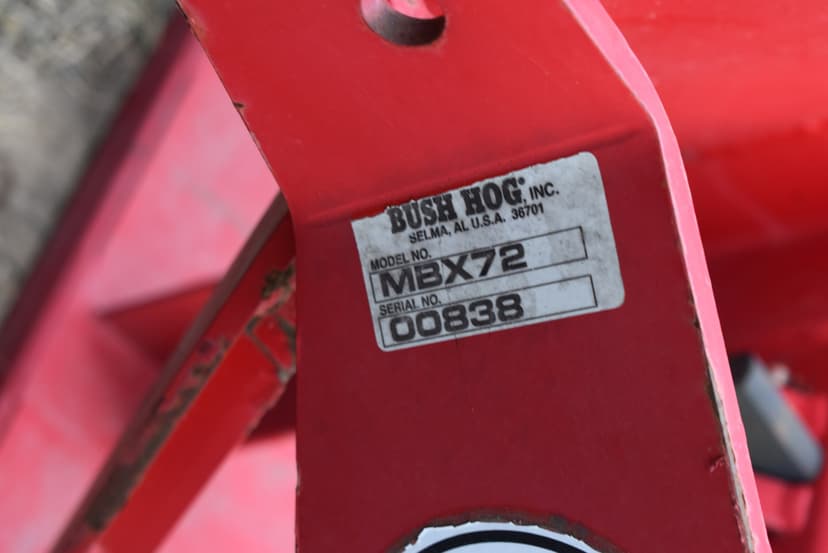 BUSH HOG, INC.
SELMA, AL U.S.A. 36701
MODEL NO.
MBX72
SERIAL NO.
00838